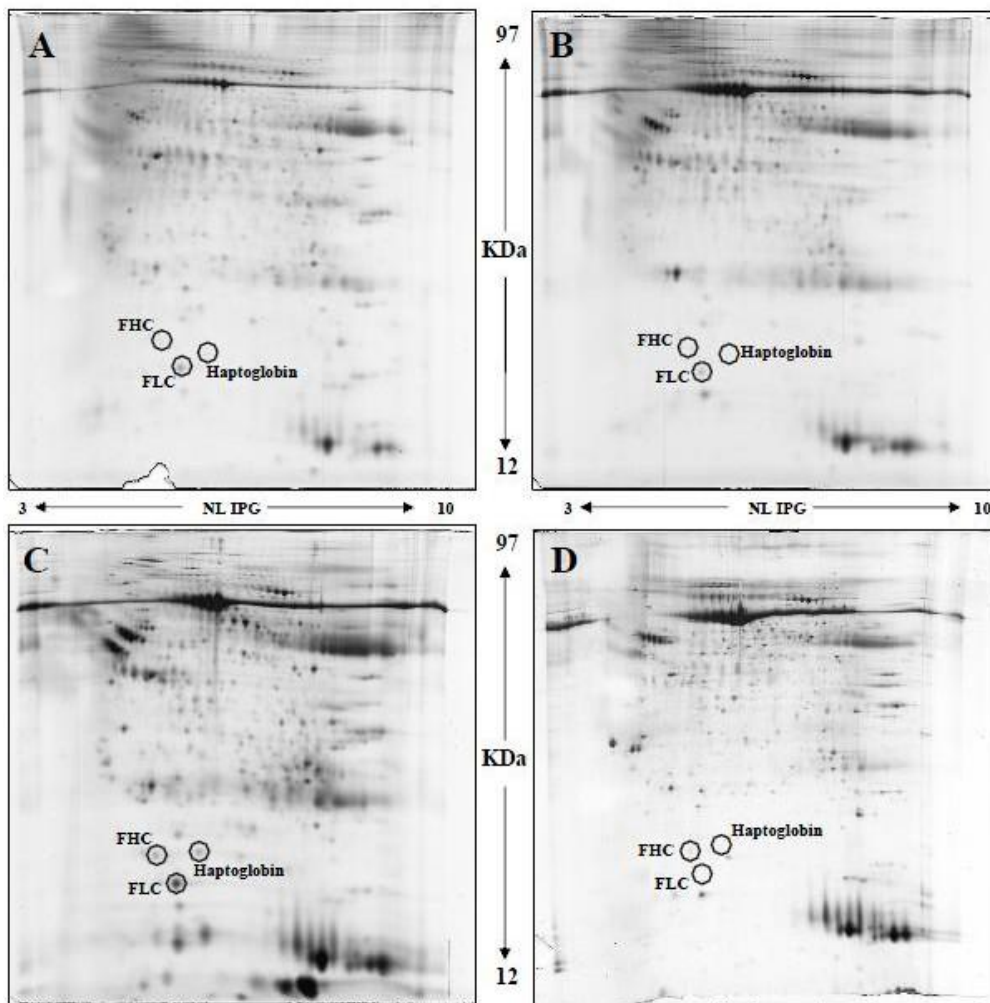 A
97
B
KDa
FHC
FLC
Haptoglobin
FHC
FLC
Haptoglobin
12
3
NL IPG
10
3
NL IPG
10
C
97
D
KDa
FHC
FLC
Haptoglobin
FHC
FLC
Haptoglobin
12